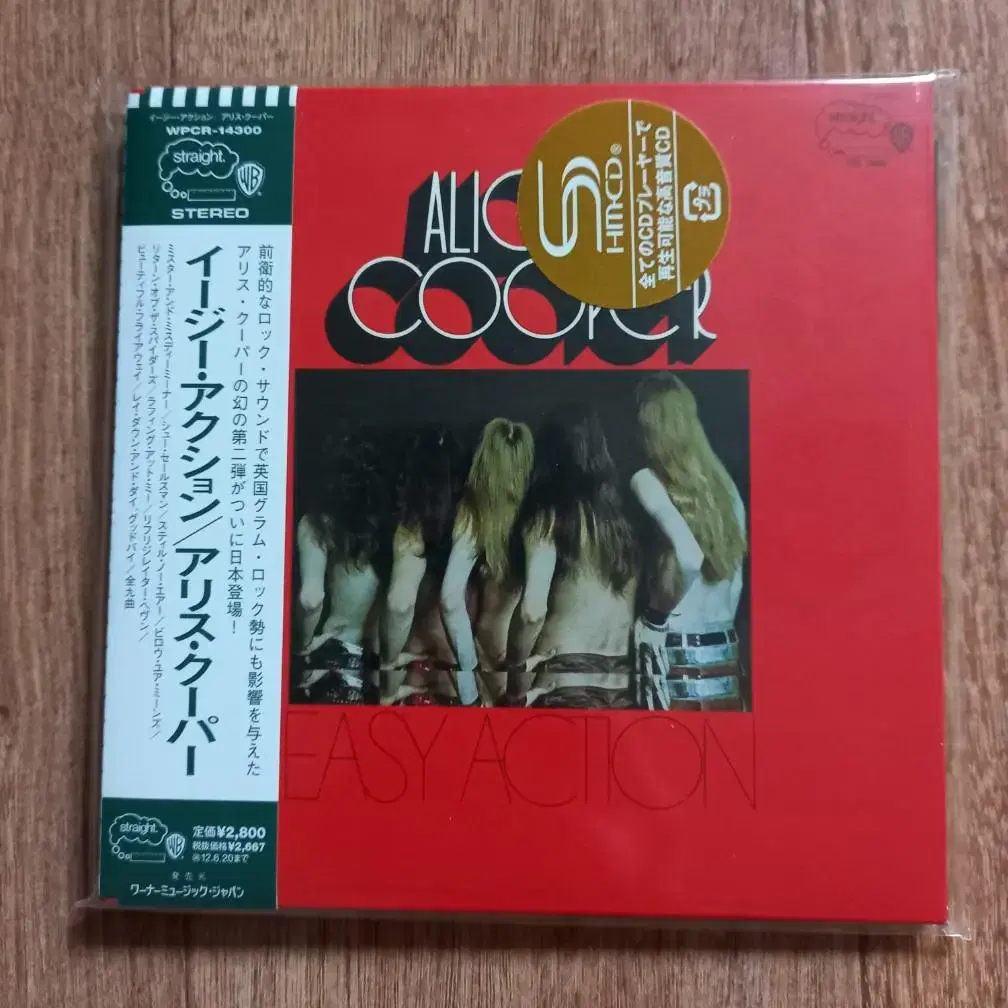 イージー・アクション アリス・クーパー
WPCR-14300
straight.
WB
STEREO
前衛的なロック・サウンドで英国グラム・ロック勢にも影響を与えた
アリス・クーパーの幻の第二弾がついに日本登場!
イージー・アクション/アリス・クーパー
ミスター・アンド・ミスディーミーナー/シュー・セールスマン/スティル・ノー・エアー/ビロウ・ユア・ミーンズ/
リターン・オブ・ザ・スパイダーズ/ラフィング・アット・ミー/リフリジレイター・ヘヴン/
ビューティフル・フライアウェイ/レイ・ダウン・アンド・ダイ、グッドバイ/全九曲
straight.
WB
定価¥2,800
税抜価格¥2,667
12.6.20まで
発売元
ワーナーミュージック・ジャパン
ALIC
COOPER
SHM-CD®
全てのCDプレーヤーで
再生可能な高音質CD
straight.
WB
EASY ACTION